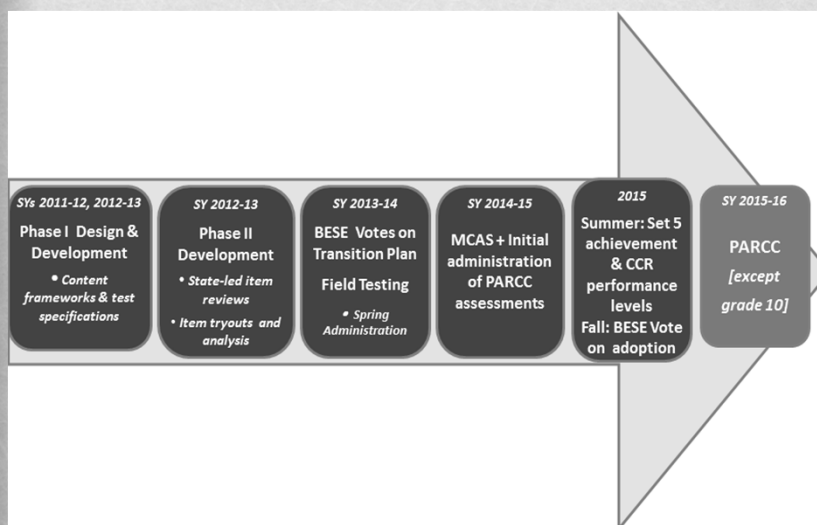 SYs 2011-12, 2012-13
Phase I Design &
Development
• Content
frameworks & test
specifications
SY 2012-13
Phase II
Development
• State-led item
reviews
• Item tryouts and
analysis
SY 2013-14
BESE Votes on
Transition Plan
Field Testing
• Spring
Administration
SY 2014-15
MCAS + Initial
administration
of PARCC
assessments
2015
Summer: Set 5
achievement
& CCR
performance
levels
Fall: BESE Vote
on adoption
SY 2015-16
PARCC
[except
grade 10]